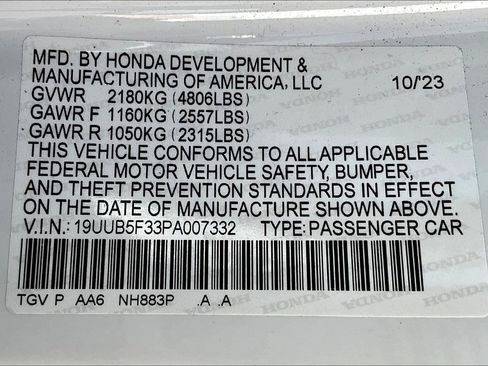 MFD. BY HONDA DEVELOPMENT &
MANUFACTURING OF AMERICA, LLC 10/'23
GVWR 2180KG (4806LBS)
GAWR F 1160KG (2557LBS)
GAWR R 1050KG (2315LBS)
THIS VEHICLE CONFORMS TO ALL APPLICABLE
FEDERAL MOTOR VEHICLE SAFETY, BUMPER,
AND THEFT PREVENTION STANDARDS IN EFFECT
ON THE DATE OF MANUFACTURE SHOWN ABOVE.
V.I.N.: 19UUB5F33PA007332 TYPE: PASSENGER CAR
TGV P AA6 NH883P .A .A